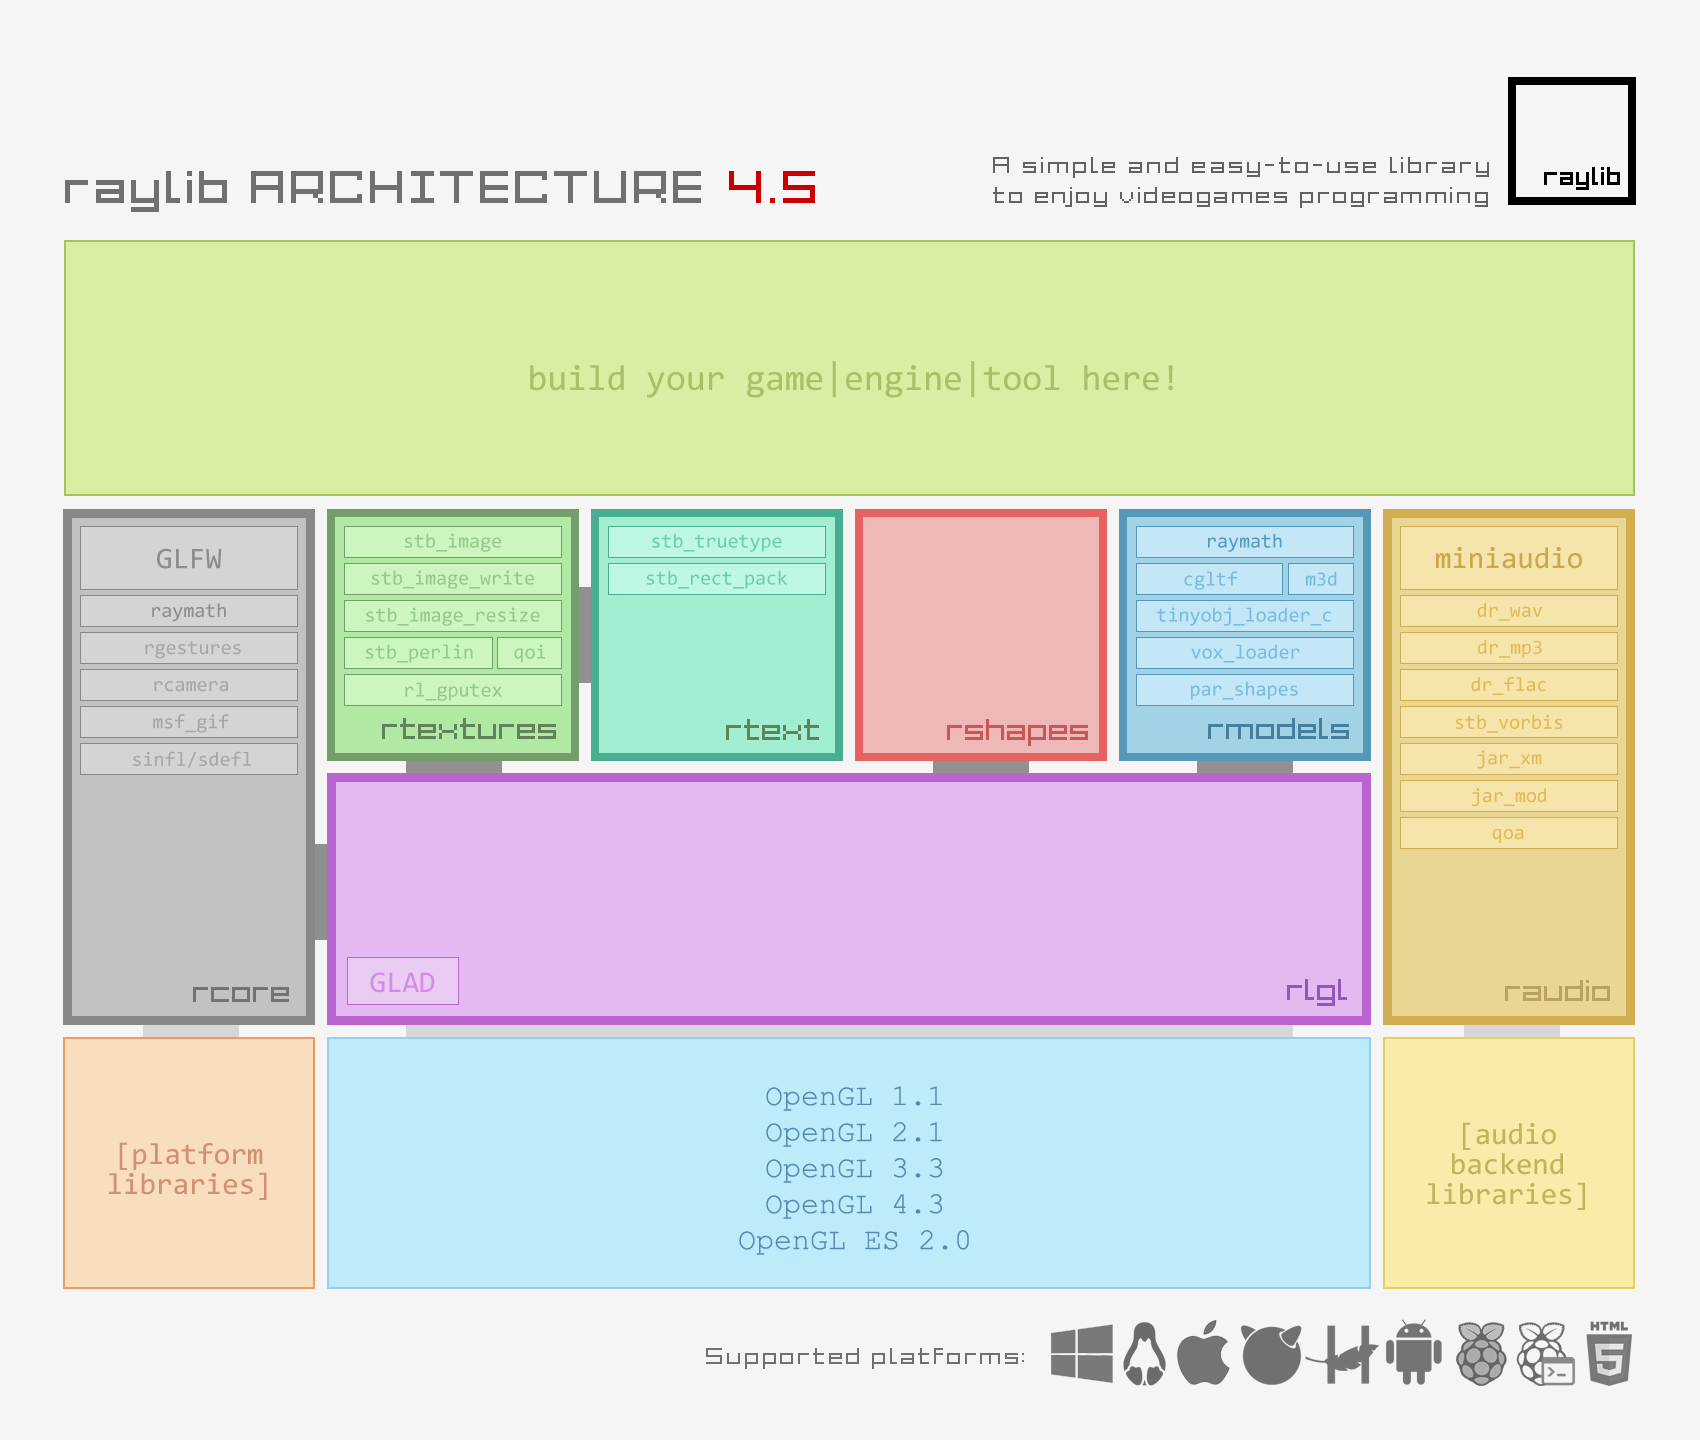 raylib ARCHITECTURE 4.5
A simple and easy-to-use library
to enjoy videogames programming
raylib
build your game|engine|tool here!
GLFW
raymath
rgestures
rcamera
msf_gif
sinfl/sdefl
rcore
stb_image
stb_image_write
stb_image_resize
stb_perlin
qoi
rl_gputex
rtextures
stb_truetype
stb_rect_pack
rtext
rshapes
raymath
cgltf
m3d
tinyobj_loader_c
vox_loader
par_shapes
rmodels
miniaudio
dr_wav
dr_mp3
dr_flac
stb_vorbis
jar_xm
jar_mod
qoa
raudio
GLAD
rlgl
[platform
libraries]
OpenGL 1.1
OpenGL 2.1
OpenGL 3.3
OpenGL 4.3
OpenGL ES 2.0
[audio
backend
libraries]
Supported platforms:
HTML
5